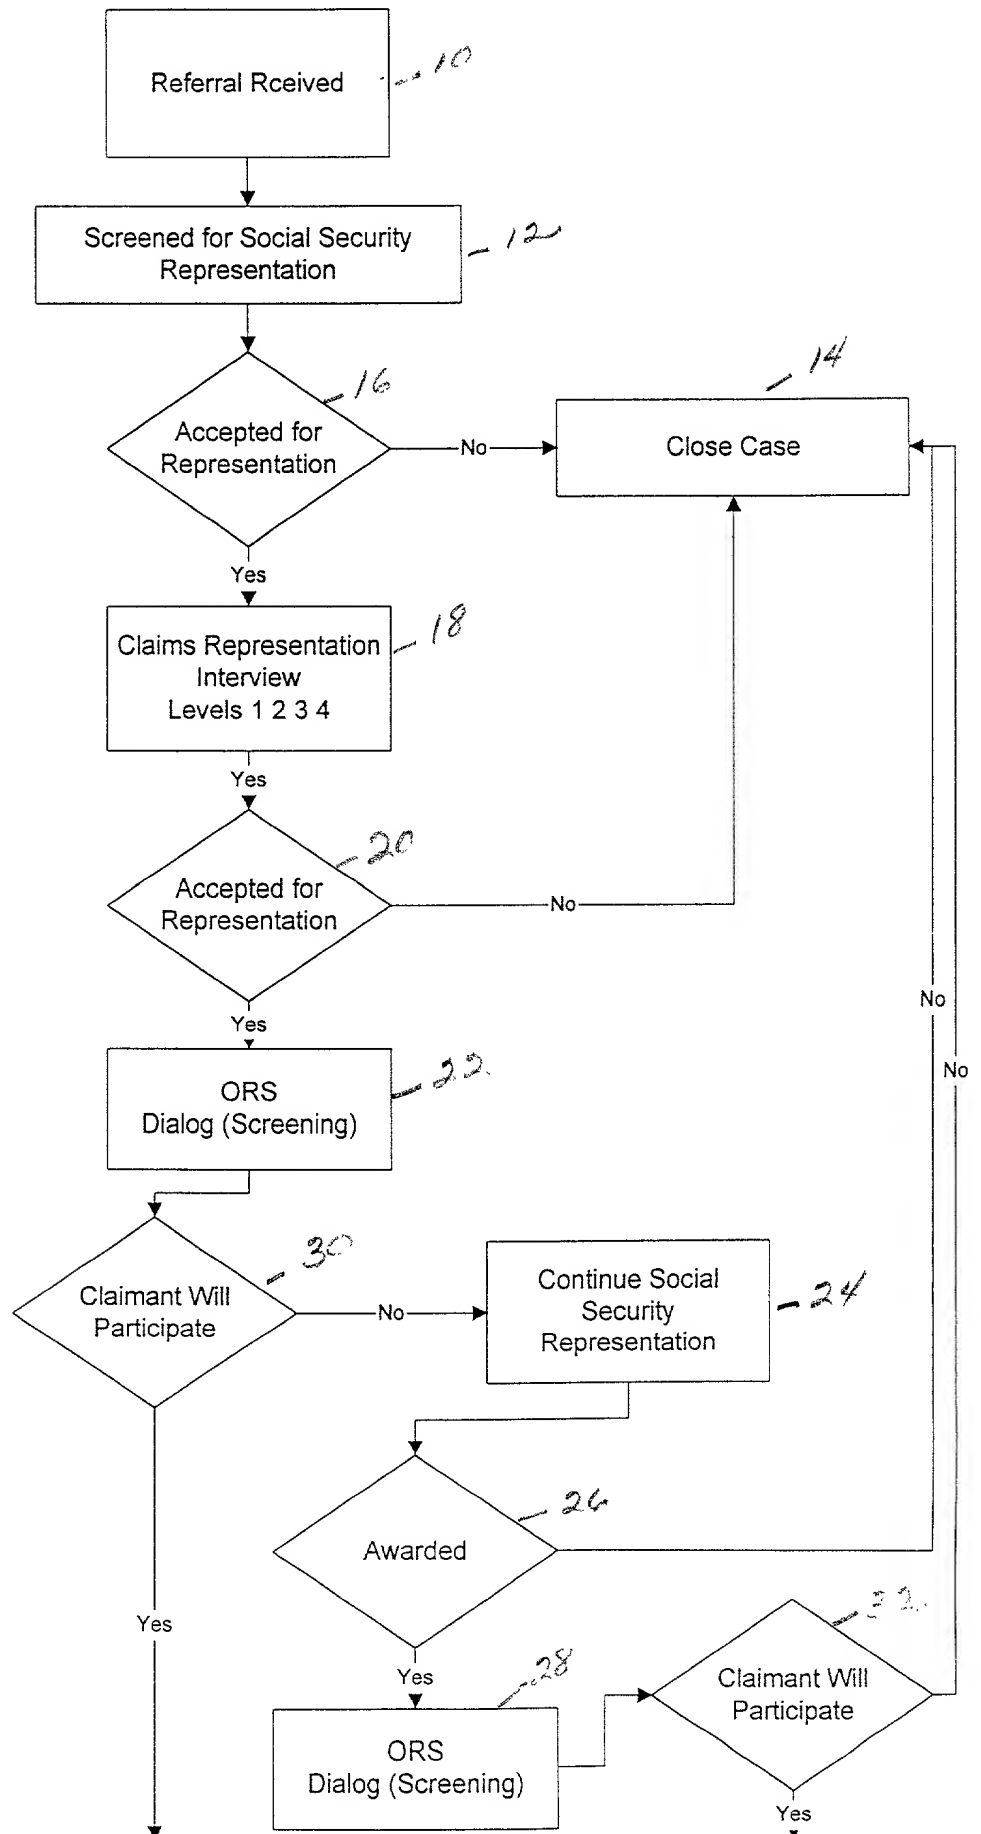 Referral Rceived
10
Screened for Social Security
Representation
12
Accepted for
Representation
16
No
Close Case
14
Yes
Claims Representation
Interview
Levels 1 2 3 4
18
Yes
Accepted for
Representation
20
No
Yes
No
ORS
Dialog (Screening)
22
No
Claimant Will
Participate
30
No
Continue Social
Security
Representation
24
Awarded
26
Yes
Yes
ORS
Dialog (Screening)
28
Claimant Will
Participate
32
Yes